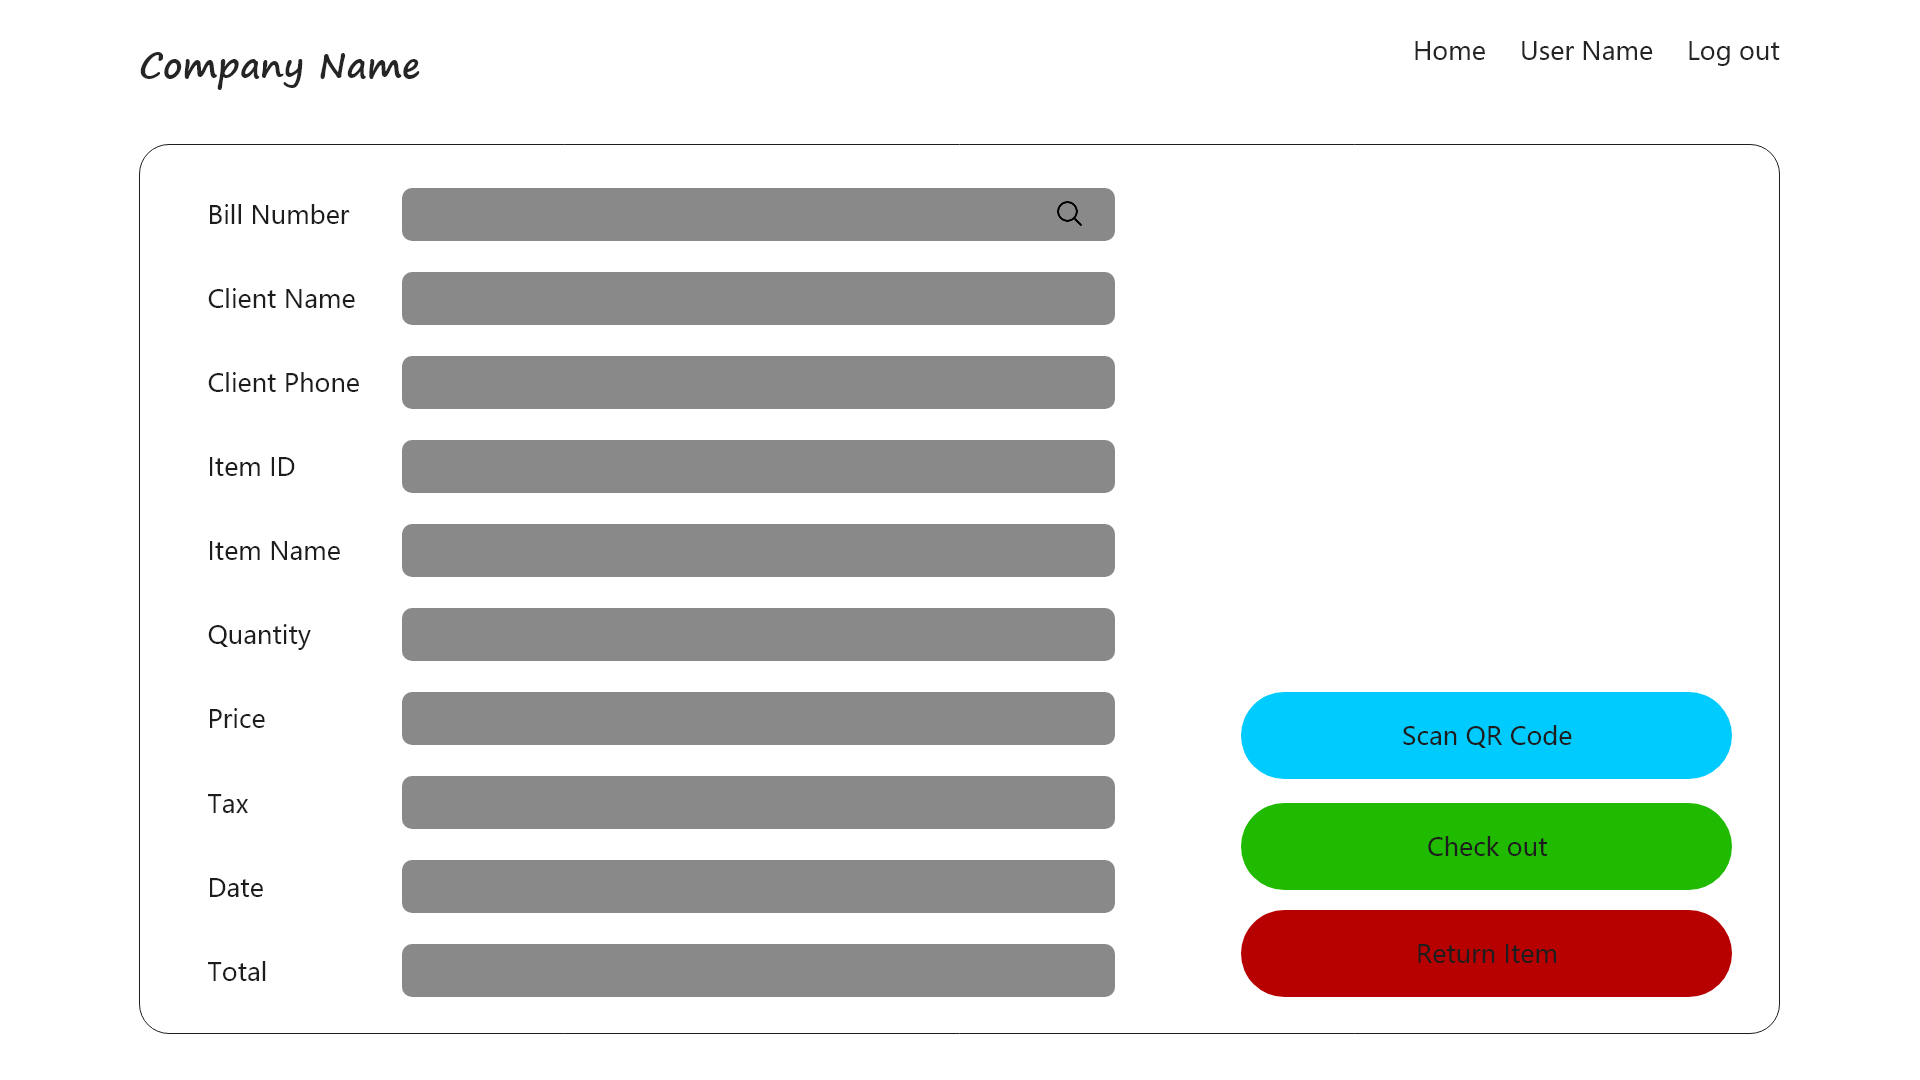 Company Name
Home User Name Log out
Bill Number
Client Name
Client Phone
Item ID
Item Name
Quantity
Price
Tax
Date
Total
Scan QR Code
Check out
Return Item